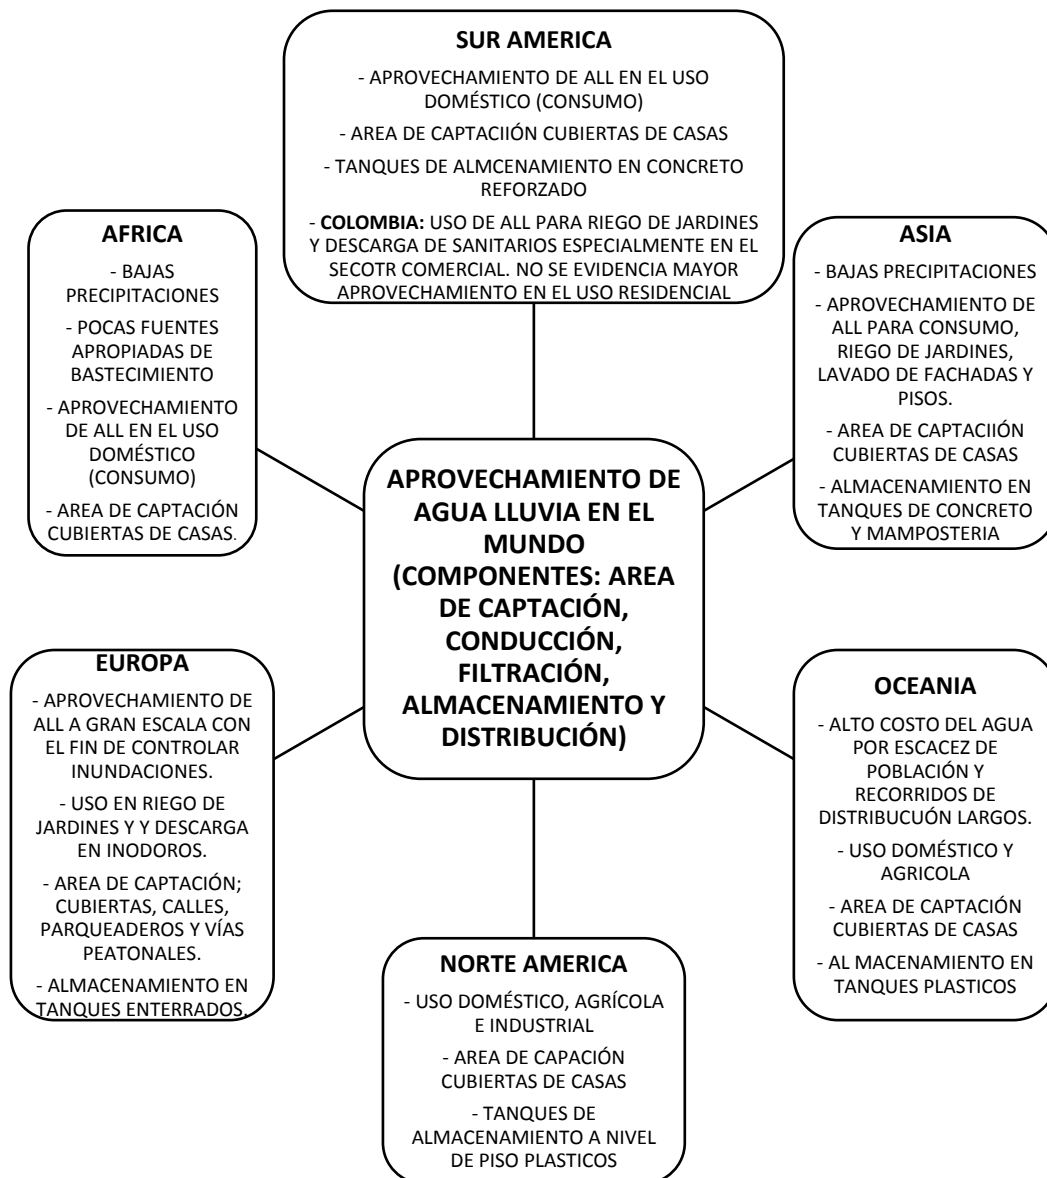 SUR AMERICA
- APROVECHAMIENTO DE ALL EN EL USO
DOMÉSTICO (CONSUMO)
- AREA DE CAPTACIIÓN CUBIERTAS DE CASAS
- TANQUES DE ALMCENAMIENTO EN CONCRETO
REFORZADO
- COLOMBIA: USO DE ALL PARA RIEGO DE JARDINES
Y DESCARGA DE SANITARIOS ESPECIALMENTE EN EL
SECOTR COMERCIAL. NO SE EVIDENCIA MAYOR
APROVECHAMIENTO EN EL USO RESIDENCIAL
AFRICA
- BAJAS
PRECIPITACIONES
- POCAS FUENTES
APROPIADAS DE
BASTECIMIENTO
- APROVECHAMIENTO
DE ALL EN EL USO
DOMÉSTICO
(CONSUMO)
- AREA DE CAPTACIÓN
CUBIERTAS DE CASAS.
ASIA
- BAJAS PRECIPITACIONES
- APROVECHAMIENTO DE
ALL PARA CONSUMO,
RIEGO DE JARDINES,
LAVADO DE FACHADAS Y
PISOS.
- AREA DE CAPTACIIÓN
CUBIERTAS DE CASAS
- ALMACENAMIENTO EN
TANQUES DE CONCRETO
Y MAMPOSTERIA
APROVECHAMIENTO DE
AGUA LLUVIA EN EL
MUNDO
(COMPONENTES: AREA
DE CAPTACIÓN,
CONDUCCIÓN,
FILTRACIÓN,
ALMACENAMIENTO Y
DISTRIBUCIÓN)
EUROPA
- APROVECHAMIENTO DE
ALL A GRAN ESCALA CON
EL FIN DE CONTROLAR
INUNDACIONES.
- USO EN RIEGO DE
JARDINES Y Y DESCARGA
EN INODOROS.
- AREA DE CAPTACIÓN;
CUBIERTAS, CALLES,
PARQUEADEROS Y VÍAS
PEATONALES.
- ALMACENAMIENTO EN
TANQUES ENTERRADOS.
OCEANIA
- ALTO COSTO DEL AGUA
POR ESCACEZ DE
POBLACIÓN Y
RECORRIDOS DE
DISTRIBUCUÓN LARGOS.
- USO DOMÉSTICO Y
AGRICOLA
- AREA DE CAPTACIÓN
CUBIERTAS DE CASAS
- AL MACENAMIENTO EN
TANQUES PLASTICOS
NORTE AMERICA
- USO DOMÉSTICO, AGRÍCOLA
E INDUSTRIAL
- AREA DE CAPACIÓN
CUBIERTAS DE CASAS
- TANQUES DE
ALMACENAMIENTO A NIVEL
DE PISO PLASTICOS